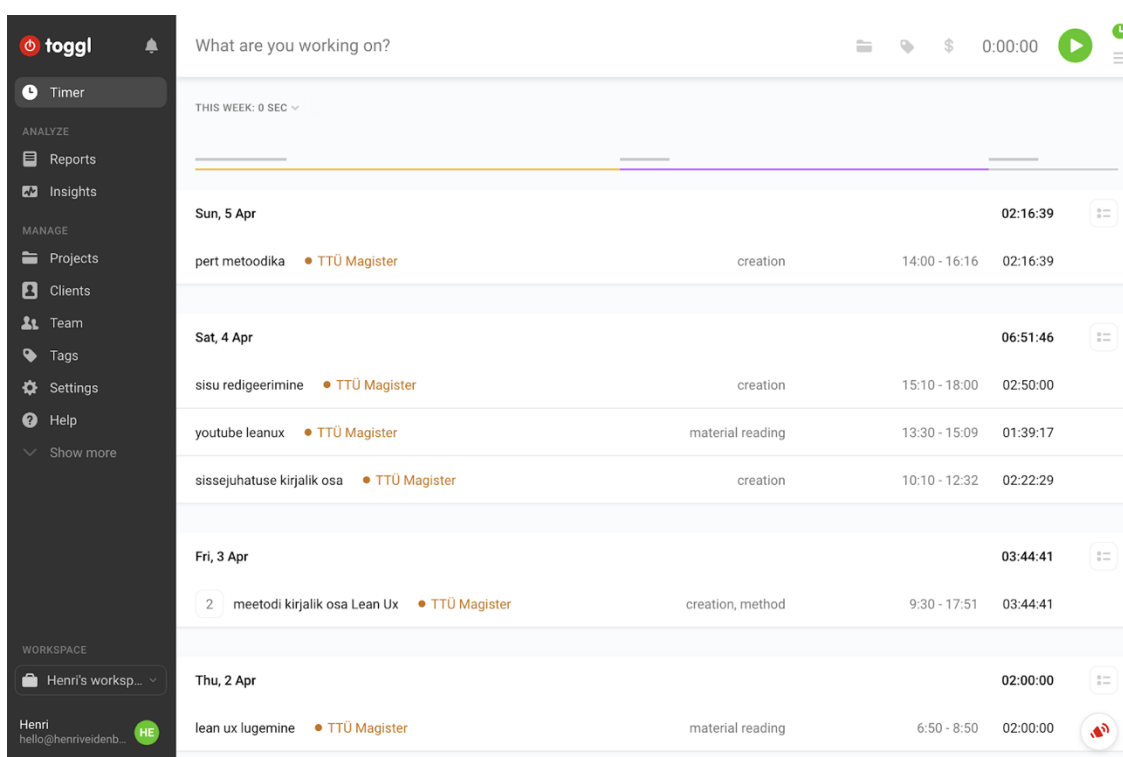 toggl
What are you working on?
$
0:00:00
Timer
THIS WEEK: 0 SEC
ANALYZE
Reports
Insights
MANAGE
Projects
Clients
Team
Tags
Settings
Help
Show more
Sun, 5 Apr 02:16:39
pert metoodika • TTÜ Magister creation 14:00 - 16:16 02:16:39
Sat, 4 Apr 06:51:46
sisu redigeerimine • TTÜ Magister creation 15:10 - 18:00 02:50:00
youtube leanux • TTÜ Magister material reading 13:30 - 15:09 01:39:17
sissejuhatuse kirjalik osa • TTÜ Magister creation 10:10 - 12:32 02:22:29
Fri, 3 Apr 03:44:41
2 meetodi kirjalik osa Lean Ux • TTÜ Magister creation, method 9:30 - 17:51 03:44:41
Thu, 2 Apr 02:00:00
lean ux lugemine • TTÜ Magister material reading 6:50 - 8:50 02:00:00
WORKSPACE
Henri's worksp...
Henri
hello@henriveidenb...
HE